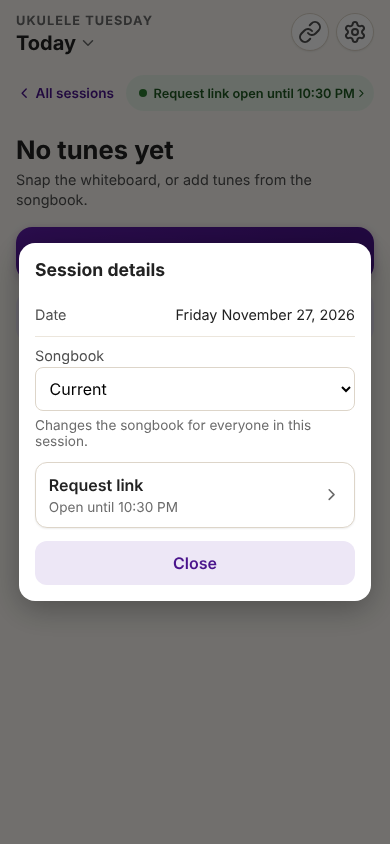 UKULELE TUESDAY
Today
All sessions
Request link open until 10:30 PM
No tunes yet
Snap the whiteboard, or add tunes from the
songbook.
Session details
Date Friday November 27, 2026
Songbook
Current
Changes the songbook for everyone in this
session.
Request link
Open until 10:30 PM
Close